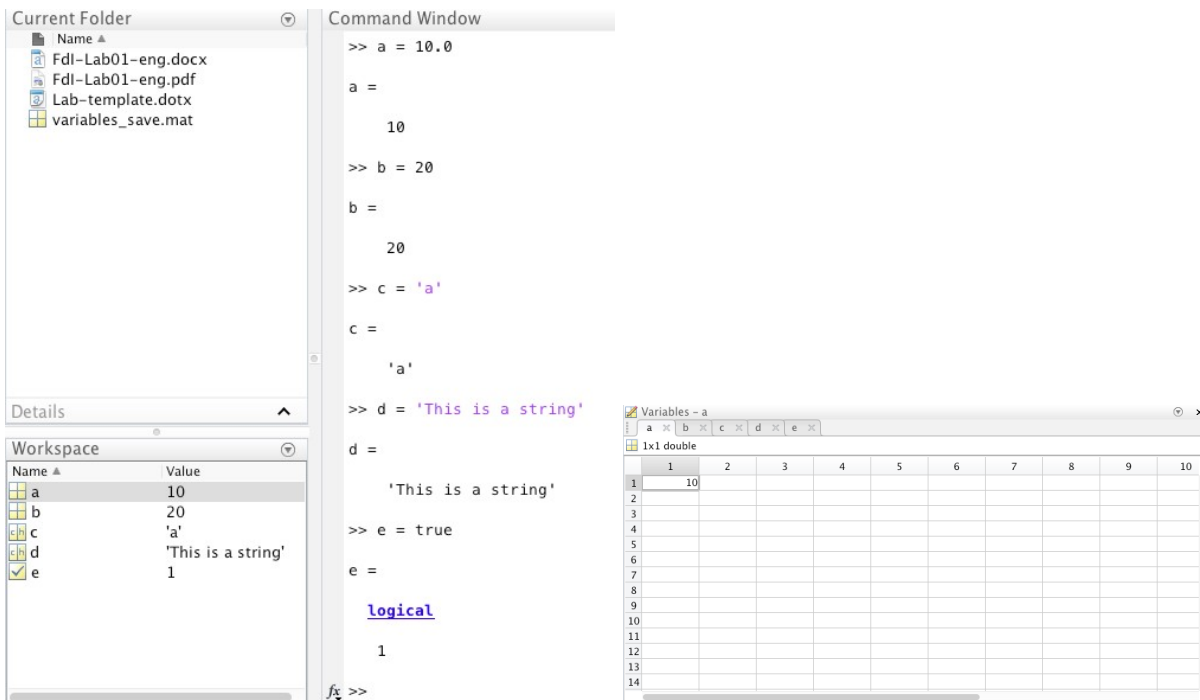 Current Folder
Name
FdI-Lab01-eng.docx
FdI-Lab01-eng.pdf
Lab-template.dotx
variables_save.mat
Details
Workspace
Name Value
a 10
b 20
c 'a'
d 'This is a string'
e 1
Command Window
>> a = 10.0
a =
10
>> b = 20
b =
20
>> c = 'a'
c =
'a'
>> d = 'This is a string'
d =
'This is a string'
>> e = true
e =
logical
1
fx >>
Variables - a
a b c d e
1x1 double
1 2 3 4 5 6 7 8 9 10
1 10
2
3
4
5
6
7
8
9
10
11
12
13
14